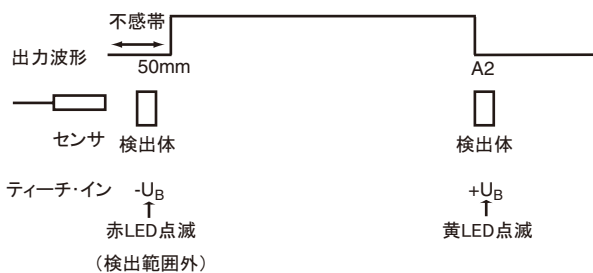 不感帯
出力波形
50mm
A2
センサ
検出体
検出体
ティーチ・イン
-UB
+UB
赤LED点滅
黄LED点滅
（検出範囲外）